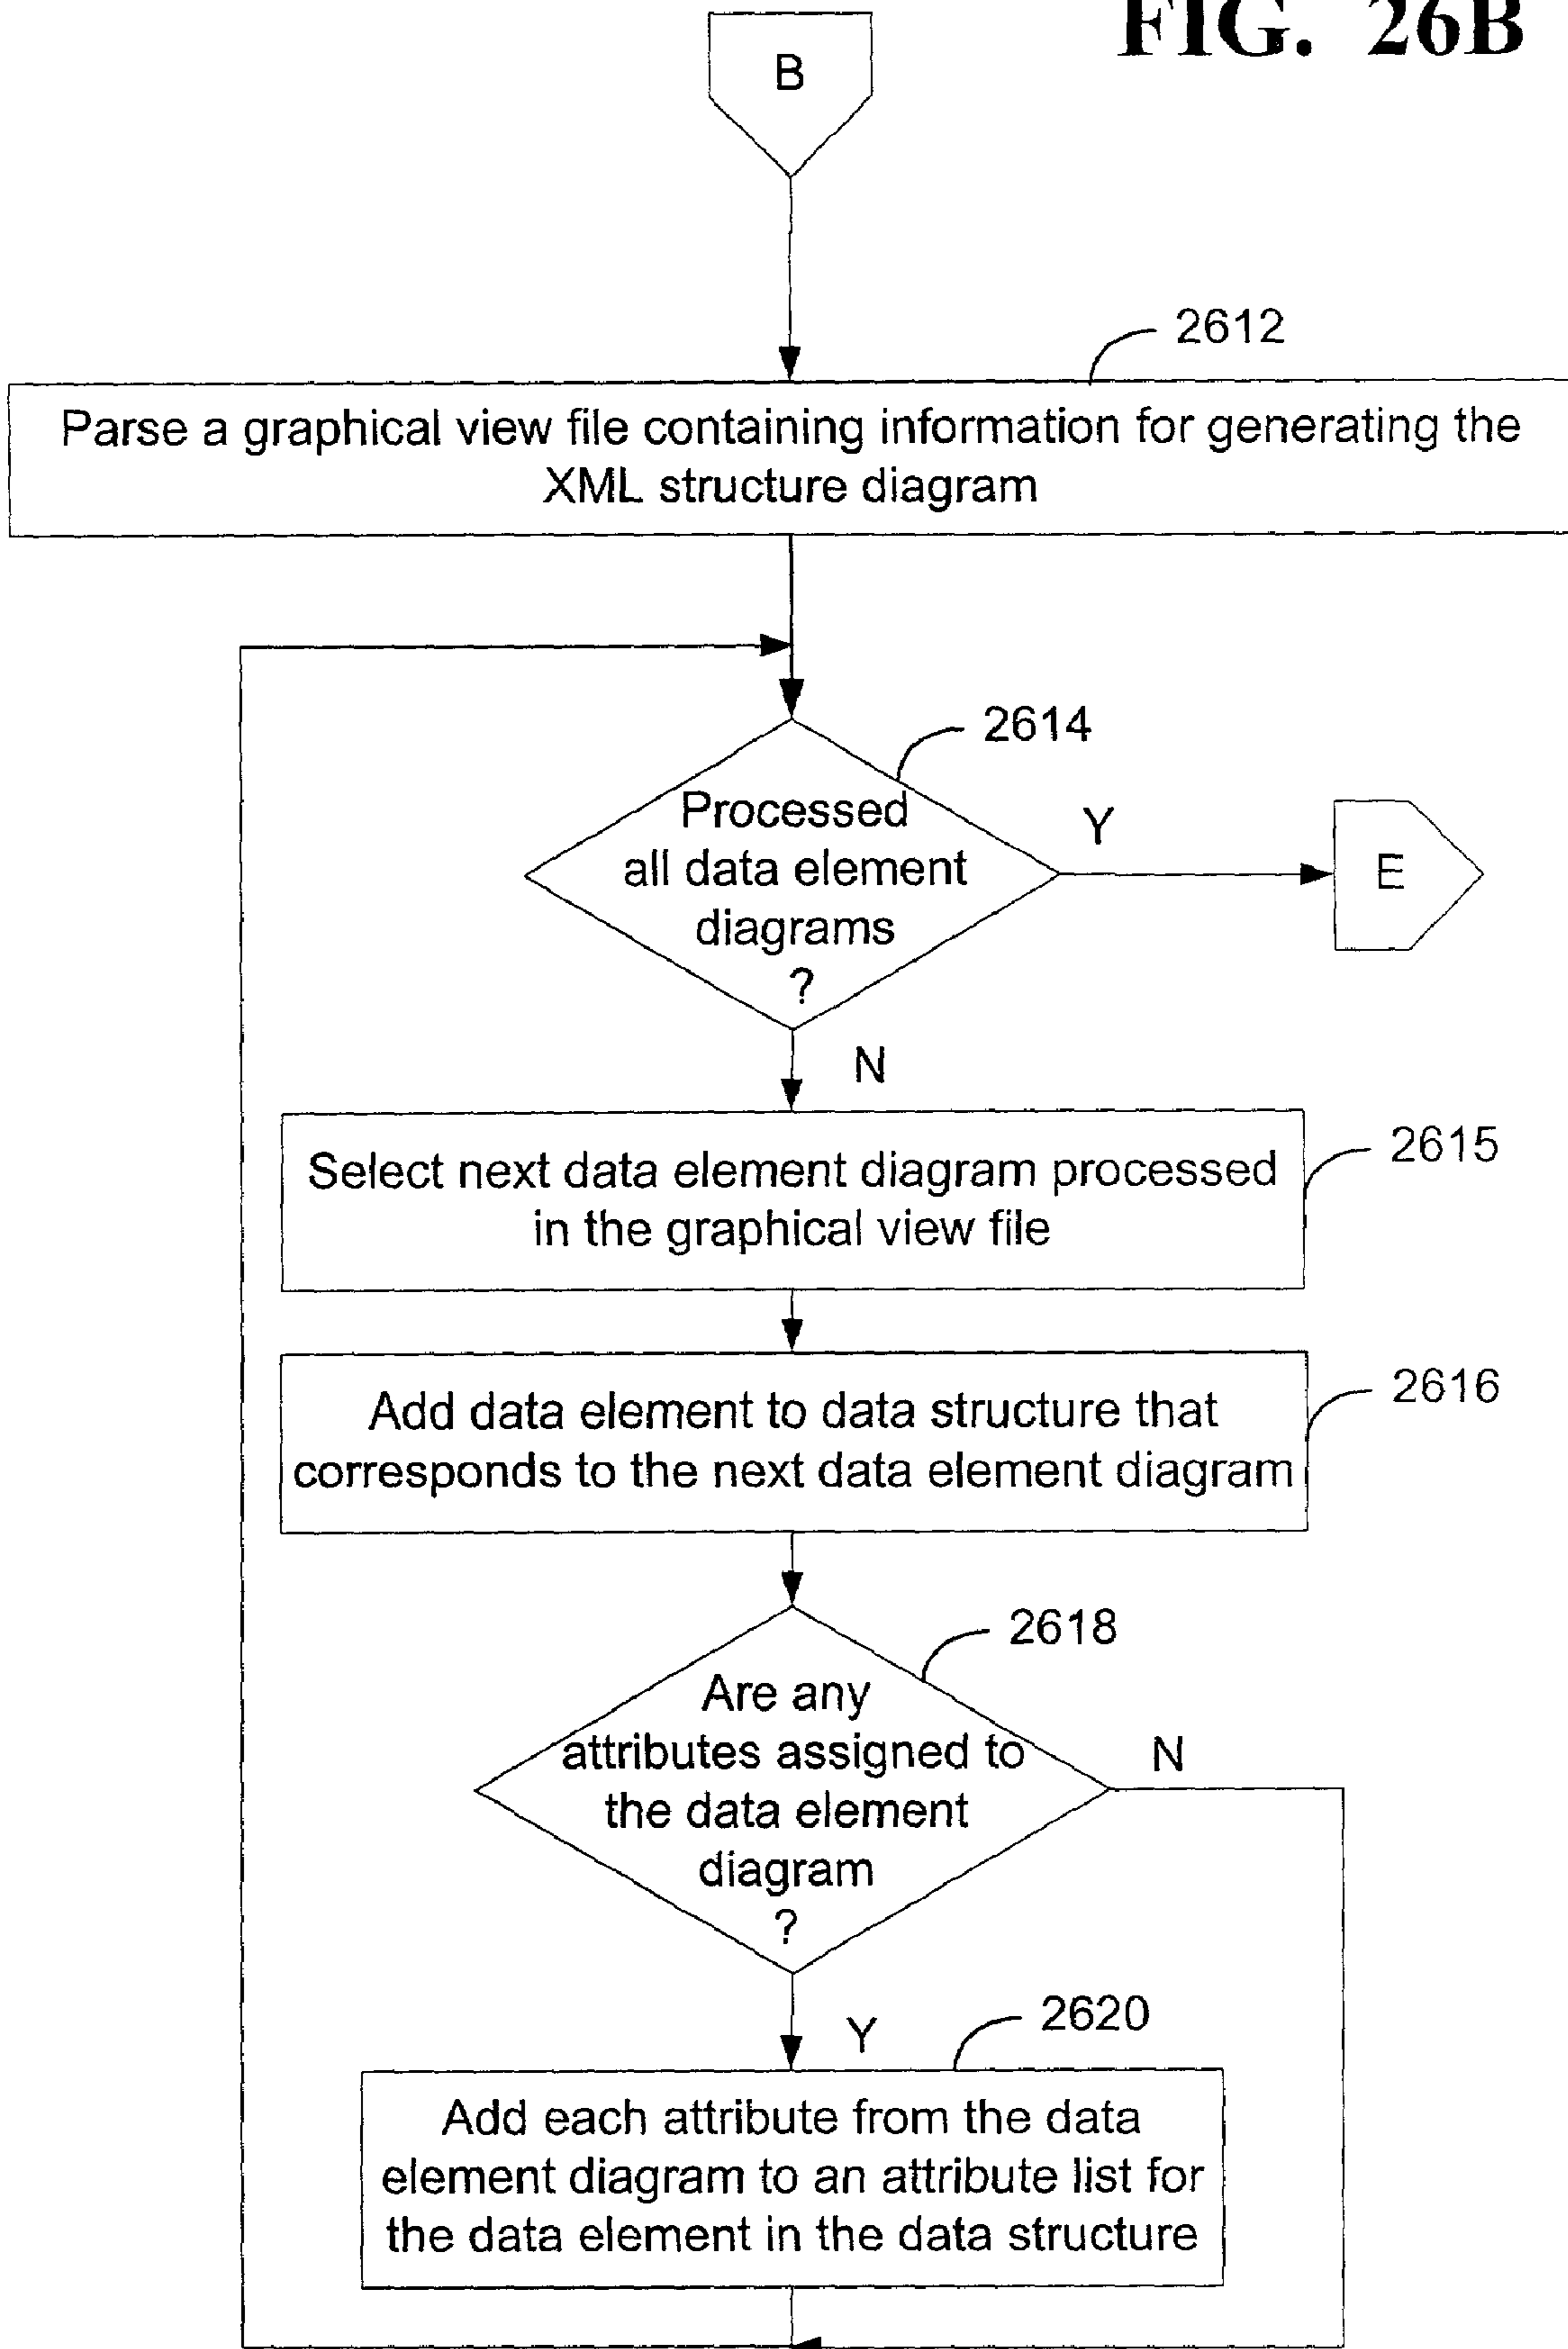 FIG. 26B
B
2612
Parse a graphical view file containing information for generating the
XML structure diagram
2614
Processed
all data element
diagrams
?
Y
E
N
2615
Select next data element diagram processed
in the graphical view file
2616
Add data element to data structure that
corresponds to the next data element diagram
2618
Are any
attributes assigned to
the data element
diagram
?
N
Y
2620
Add each attribute from the data
element diagram to an attribute list for
the data element in the data structure